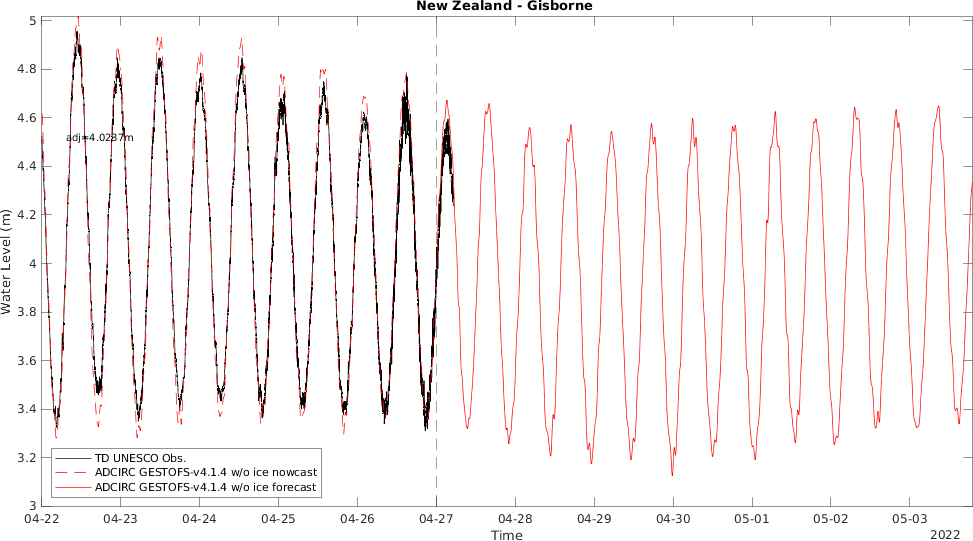 New Zealand - Gisborne
5
4.8
4.6
4.4
4.2
4
3.8
3.6
3.4
3.2
3
Water Level (m)
adj=4.0237m
TD UNESCO Obs.
ADCIRC GESTOFS-v4.1.4 w/o ice nowcast
ADCIRC GESTOFS-v4.1.4 w/o ice forecast
04-22 04-23 04-24 04-25 04-26 04-27 04-28 04-29 04-30 05-01 05-02 05-03
Time
2022